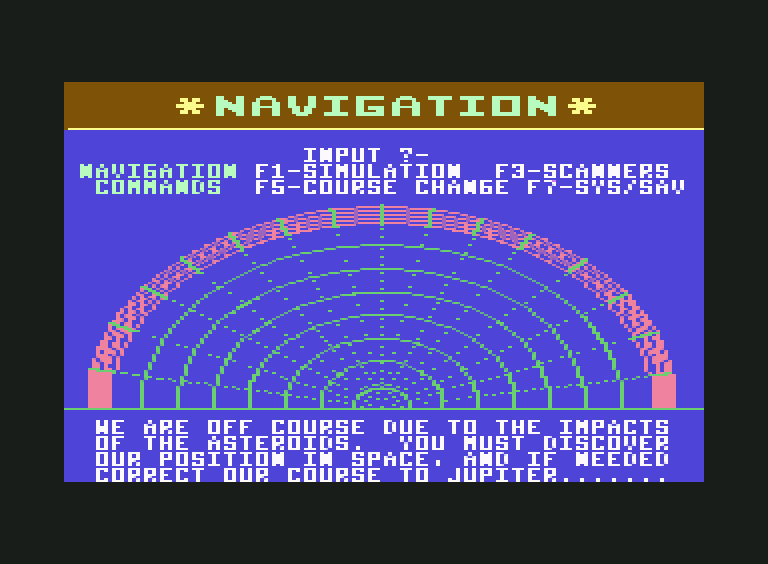 *NAVIGATION*
INPUT ?-
NAVIGATION F1-SIMULATION F3-SCANNERS
COMMANDS F5-COURSE CHANGE F7-SYS/SAV
WE ARE OFF COURSE DUE TO THE IMPACTS
OF THE ASTEROIDS. YOU MUST DISCOVER
OUR POSITION IN SPACE, AND IF NEEDED
CORRECT OUR COURSE TO JUPITER.......